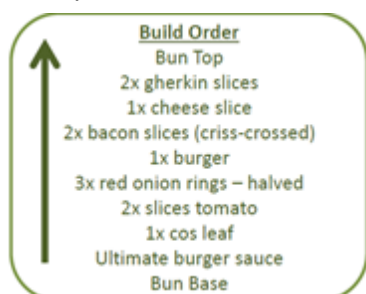 Build Order
Bun Top
2x gherkin slices
1x cheese slice
2x bacon slices (criss-crossed)
1x burger
3x red onion rings – halved
2x slices tomato
1x cos leaf
Ultimate burger sauce
Bun Base